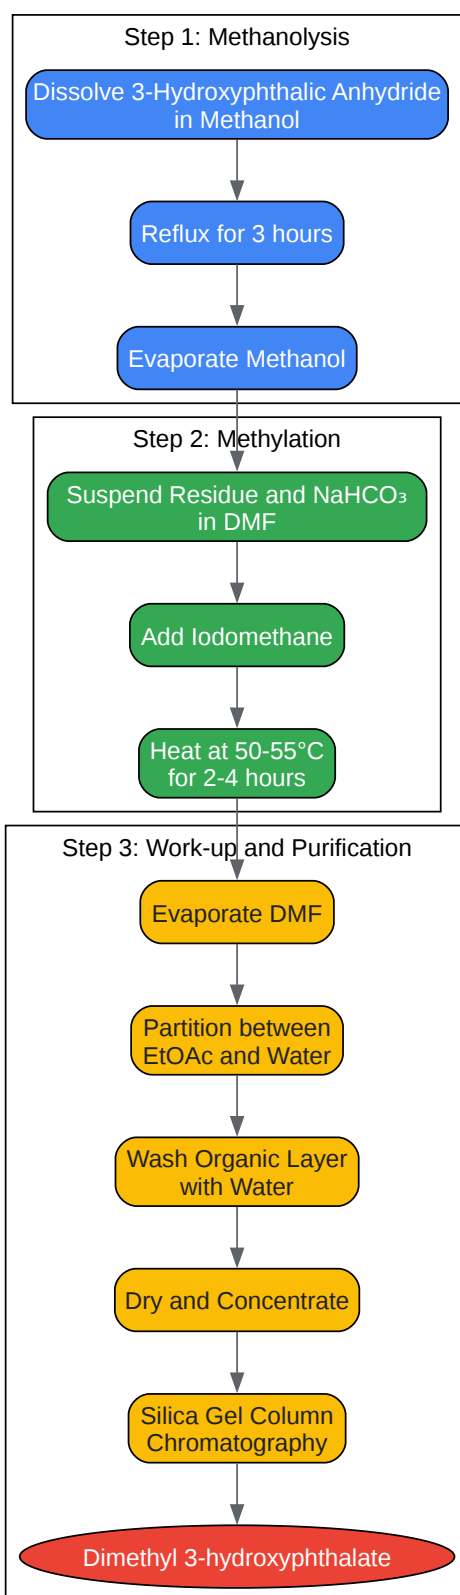 Step 1: Methanolysis
Dissolve 3-Hydroxyphthalic Anhydride
in Methanol
Reflux for 3 hours
Evaporate Methanol
Step 2: Methylation
Suspend Residue and NaHCO₃
in DMF
Add Iodomethane
Heat at 50-55°C
for 2-4 hours
Step 3: Work-up and Purification
Evaporate DMF
Partition between
EtOAc and Water
Wash Organic Layer
with Water
Dry and Concentrate
Silica Gel Column
Chromatography
Dimethyl 3-hydroxyphthalate